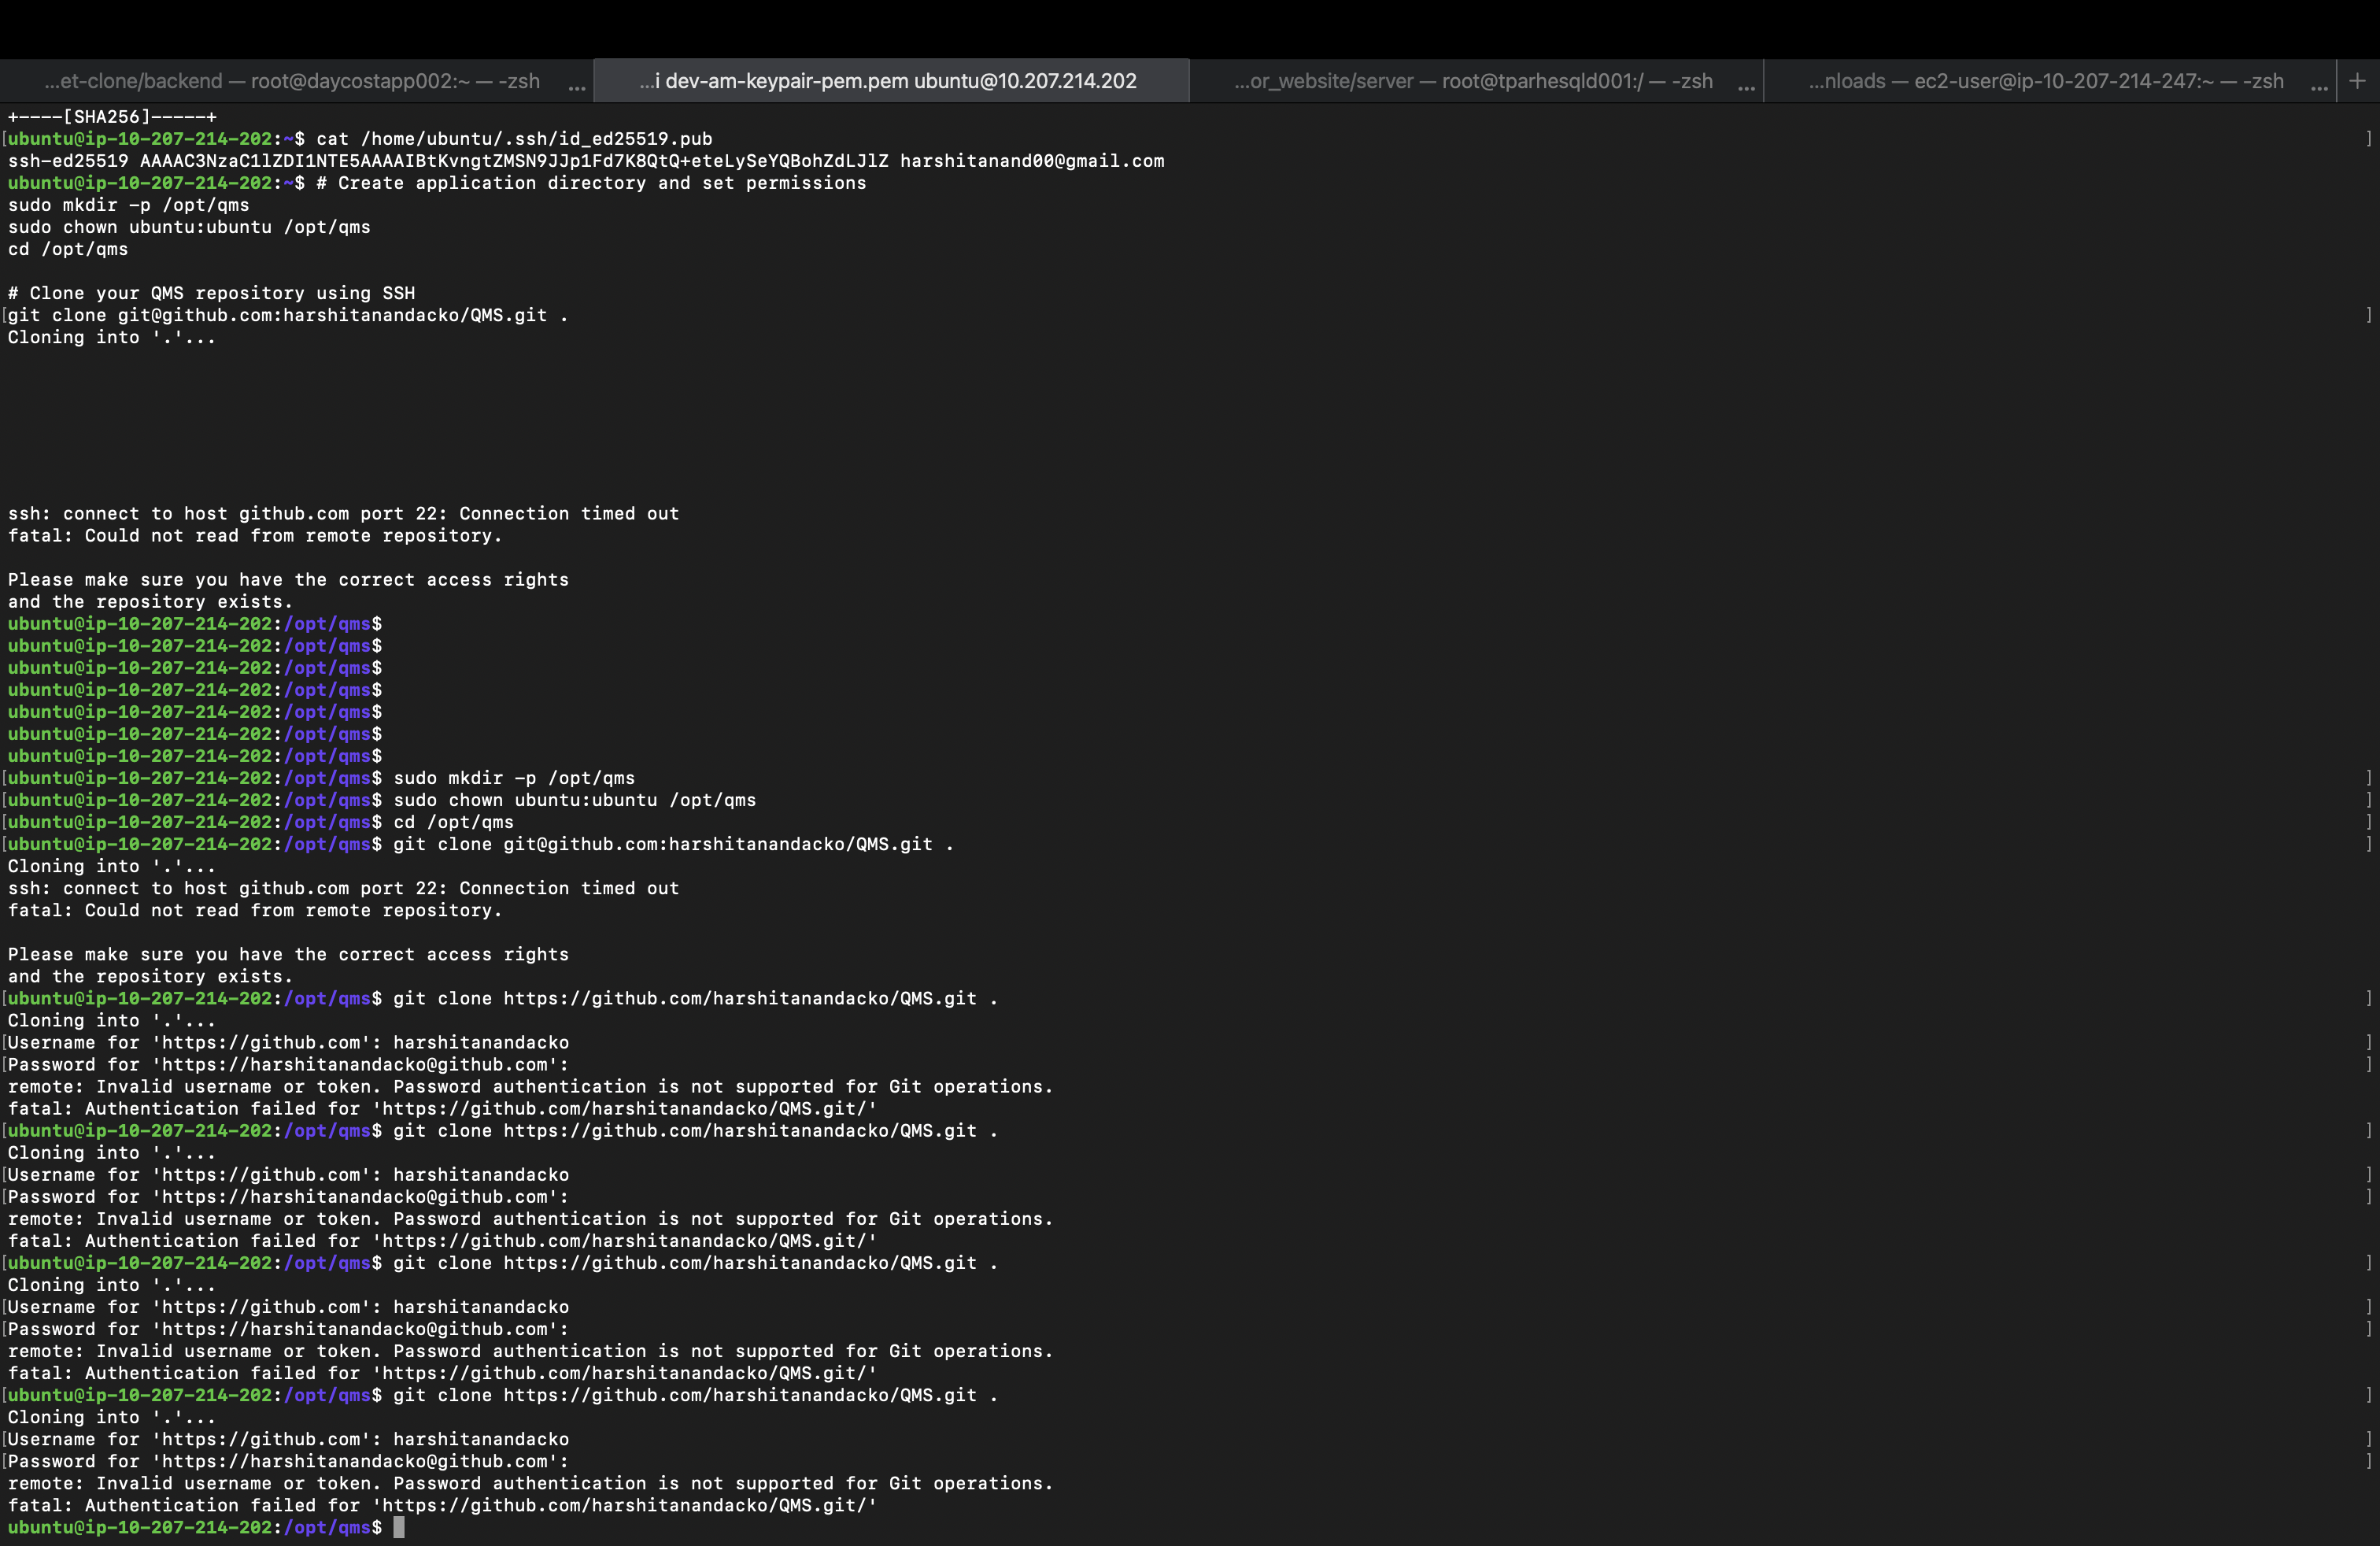 ...et-clone/backend — root@daycostapp002:~ — -zsh ...
...i dev-am-keypair-pem.pem ubuntu@10.207.214.202
...or_website/server — root@tparhesqld001:/ — -zsh ...
...nloads — ec2-user@ip-10-207-214-247:~ — -zsh ... +
+----[SHA256]-----+
[ubuntu@ip-10-207-214-202:~$ cat /home/ubuntu/.ssh/id_ed25519.pub ]
ssh-ed25519 AAAAC3NzaC1lZDI1NTE5AAAAIBtKvngtZMSN9JJp1Fd7K8QtQ+eteLySeYQBohZdLJlZ harshitanand00@gmail.com
ubuntu@ip-10-207-214-202:~$ # Create application directory and set permissions
sudo mkdir -p /opt/qms
sudo chown ubuntu:ubuntu /opt/qms
cd /opt/qms
# Clone your QMS repository using SSH
[git clone git@github.com:harshitanandacko/QMS.git . ]
Cloning into '.'...
ssh: connect to host github.com port 22: Connection timed out
fatal: Could not read from remote repository.
Please make sure you have the correct access rights
and the repository exists.
ubuntu@ip-10-207-214-202:/opt/qms$
ubuntu@ip-10-207-214-202:/opt/qms$
ubuntu@ip-10-207-214-202:/opt/qms$
ubuntu@ip-10-207-214-202:/opt/qms$
ubuntu@ip-10-207-214-202:/opt/qms$
ubuntu@ip-10-207-214-202:/opt/qms$
ubuntu@ip-10-207-214-202:/opt/qms$
[ubuntu@ip-10-207-214-202:/opt/qms$ sudo mkdir -p /opt/qms ]
[ubuntu@ip-10-207-214-202:/opt/qms$ sudo chown ubuntu:ubuntu /opt/qms ]
[ubuntu@ip-10-207-214-202:/opt/qms$ cd /opt/qms ]
[ubuntu@ip-10-207-214-202:/opt/qms$ git clone git@github.com:harshitanandacko/QMS.git . ]
Cloning into '.'...
ssh: connect to host github.com port 22: Connection timed out
fatal: Could not read from remote repository.
Please make sure you have the correct access rights
and the repository exists.
[ubuntu@ip-10-207-214-202:/opt/qms$ git clone https://github.com/harshitanandacko/QMS.git . ]
Cloning into '.'...
[Username for 'https://github.com': harshitanandacko ]
[Password for 'https://harshitanandacko@github.com': ]
remote: Invalid username or token. Password authentication is not supported for Git operations.
fatal: Authentication failed for 'https://github.com/harshitanandacko/QMS.git/'
[ubuntu@ip-10-207-214-202:/opt/qms$ git clone https://github.com/harshitanandacko/QMS.git . ]
Cloning into '.'...
[Username for 'https://github.com': harshitanandacko ]
[Password for 'https://harshitanandacko@github.com': ]
remote: Invalid username or token. Password authentication is not supported for Git operations.
fatal: Authentication failed for 'https://github.com/harshitanandacko/QMS.git/'
[ubuntu@ip-10-207-214-202:/opt/qms$ git clone https://github.com/harshitanandacko/QMS.git . ]
Cloning into '.'...
[Username for 'https://github.com': harshitanandacko ]
[Password for 'https://harshitanandacko@github.com': ]
remote: Invalid username or token. Password authentication is not supported for Git operations.
fatal: Authentication failed for 'https://github.com/harshitanandacko/QMS.git/'
[ubuntu@ip-10-207-214-202:/opt/qms$ git clone https://github.com/harshitanandacko/QMS.git . ]
Cloning into '.'...
[Username for 'https://github.com': harshitanandacko ]
[Password for 'https://harshitanandacko@github.com': ]
remote: Invalid username or token. Password authentication is not supported for Git operations.
fatal: Authentication failed for 'https://github.com/harshitanandacko/QMS.git/'
ubuntu@ip-10-207-214-202:/opt/qms$